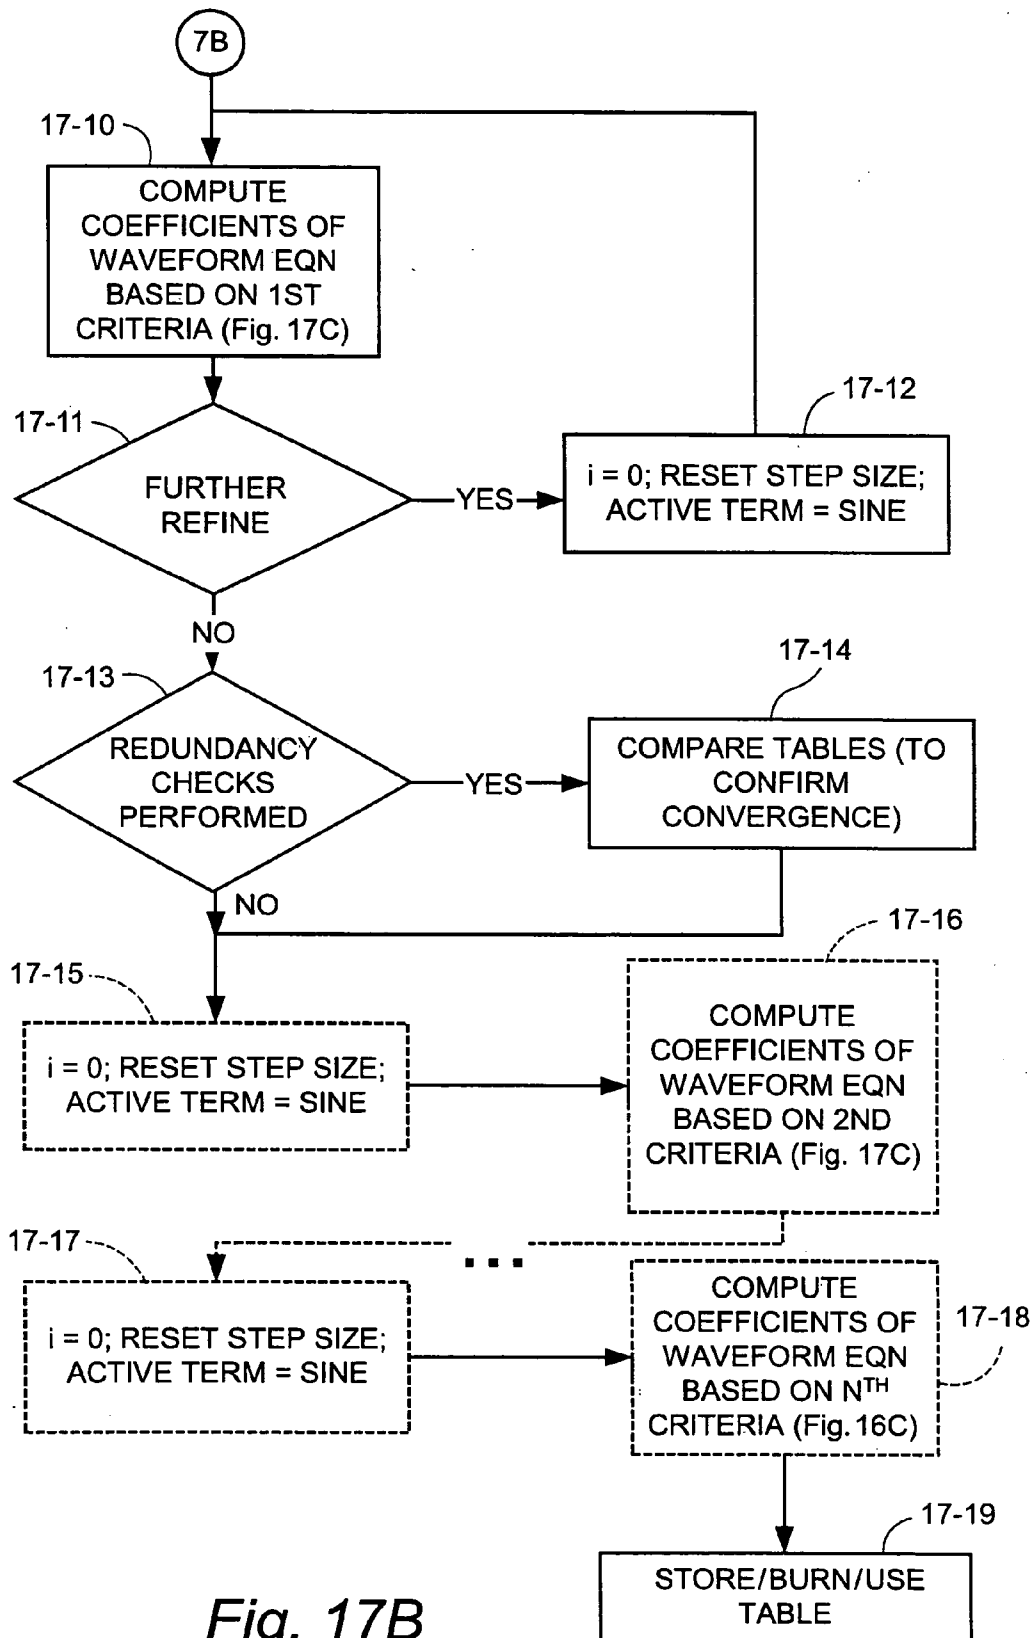 7B
17-10
COMPUTE
COEFFICIENTS OF
WAVEFORM EQN
BASED ON 1ST
CRITERIA (Fig. 17C)
17-11
FURTHER
REFINE
YES
17-12
i = 0; RESET STEP SIZE;
ACTIVE TERM = SINE
NO
17-13
REDUNDANCY
CHECKS
PERFORMED
YES
17-14
COMPARE TABLES (TO
CONFIRM
CONVERGENCE)
NO
17-15
i = 0; RESET STEP SIZE;
ACTIVE TERM = SINE
17-16
COMPUTE
COEFFICIENTS OF
WAVEFORM EQN
BASED ON 2ND
CRITERIA (Fig. 17C)
17-17
...
i = 0; RESET STEP SIZE;
ACTIVE TERM = SINE
17-18
COMPUTE
COEFFICIENTS OF
WAVEFORM EQN
BASED ON NTH
CRITERIA (Fig. 16C)
17-19
STORE/BURN/USE
TABLE
Fig. 17B